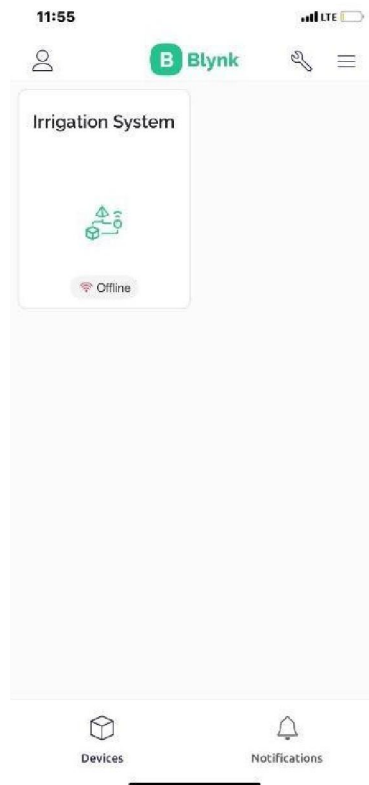 11:55
LTE
B Blynk
Irrigation System
Offline
Devices
Notifications